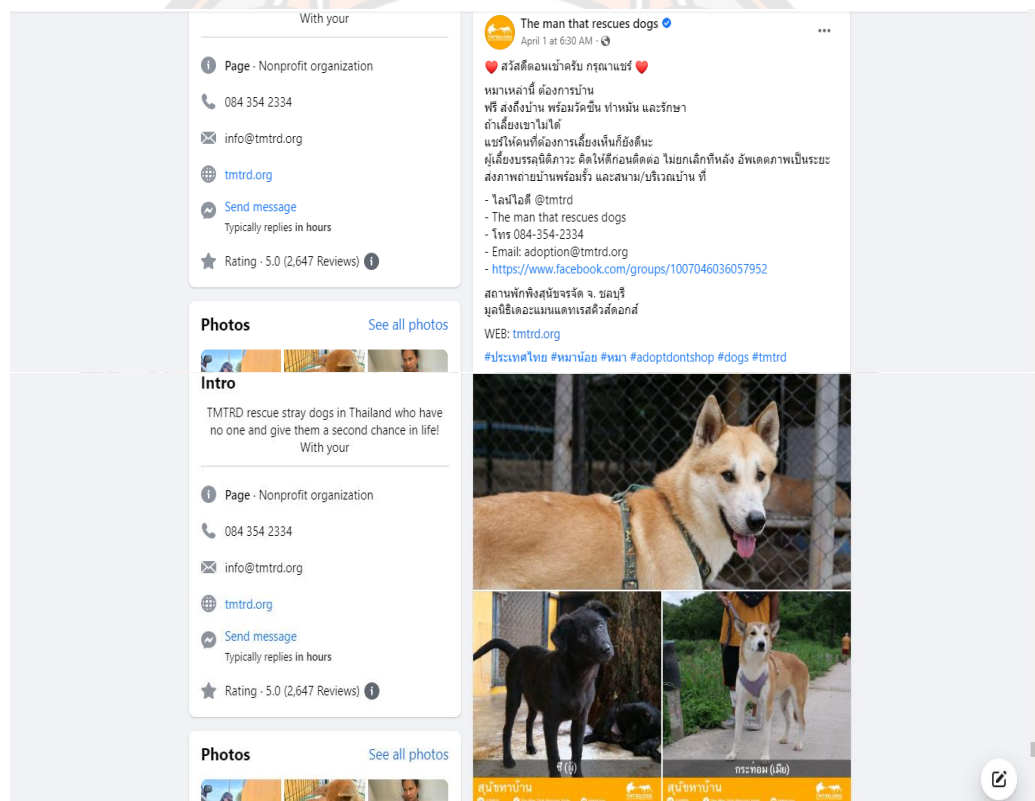 With your
Page · Nonprofit organization
084 354 2334
info@tmtrd.org
tmtrd.org
Send message
Typically replies in hours
Rating · 5.0 (2,647 Reviews)
Photos
See all photos
The man that rescues dogs
April 1 at 6:30 AM ·
❤️ สวัสดีตอนเช้าครับ กรุณาแชร์ ❤️
หมาเหล่านี้ ต้องการบ้าน
ฟรี ส่งถึงบ้าน พร้อมวัคซีน ทำหมัน และรักษา
ถ้าเลี้ยงเขาไม่ได้
แชร์ให้คนที่ต้องการเลี้ยงเห็นก็ยังดีนะ
ผู้เลี้ยงบรรลุนิติภาวะ คิดให้ดีก่อนติดต่อ ไม่ยกเลิกทีหลัง อัพเดตภาพเป็นระยะ
ส่งภาพถ่ายบ้านพร้อมรั้ว และสนาม/บริเวณบ้าน ที่
- ไลน์ไอดี @tmtrd
- The man that rescues dogs
- โทร 084-354-2334
- Email: adoption@tmtrd.org
- https://www.facebook.com/groups/1007046036057952
สถานพักพิงสุนัขจรจัด จ. ชลบุรี
มูลนิธิเดอะแมนแดทเรสคิวส์ดอกส์
WEB: tmtrd.org
#ประเทศไทย #หมาน้อย #หมา #adoptdontshop #dogs #tmtrd
Intro
TMTRD rescue stray dogs in Thailand who have
no one and give them a second chance in life!
With your
Page · Nonprofit organization
084 354 2334
info@tmtrd.org
tmtrd.org
Send message
Typically replies in hours
Rating · 5.0 (2,647 Reviews)
Photos
See all photos
กระท่อม (เมีย)
สุนัขหาบ้าน
สุนัขหาบ้าน